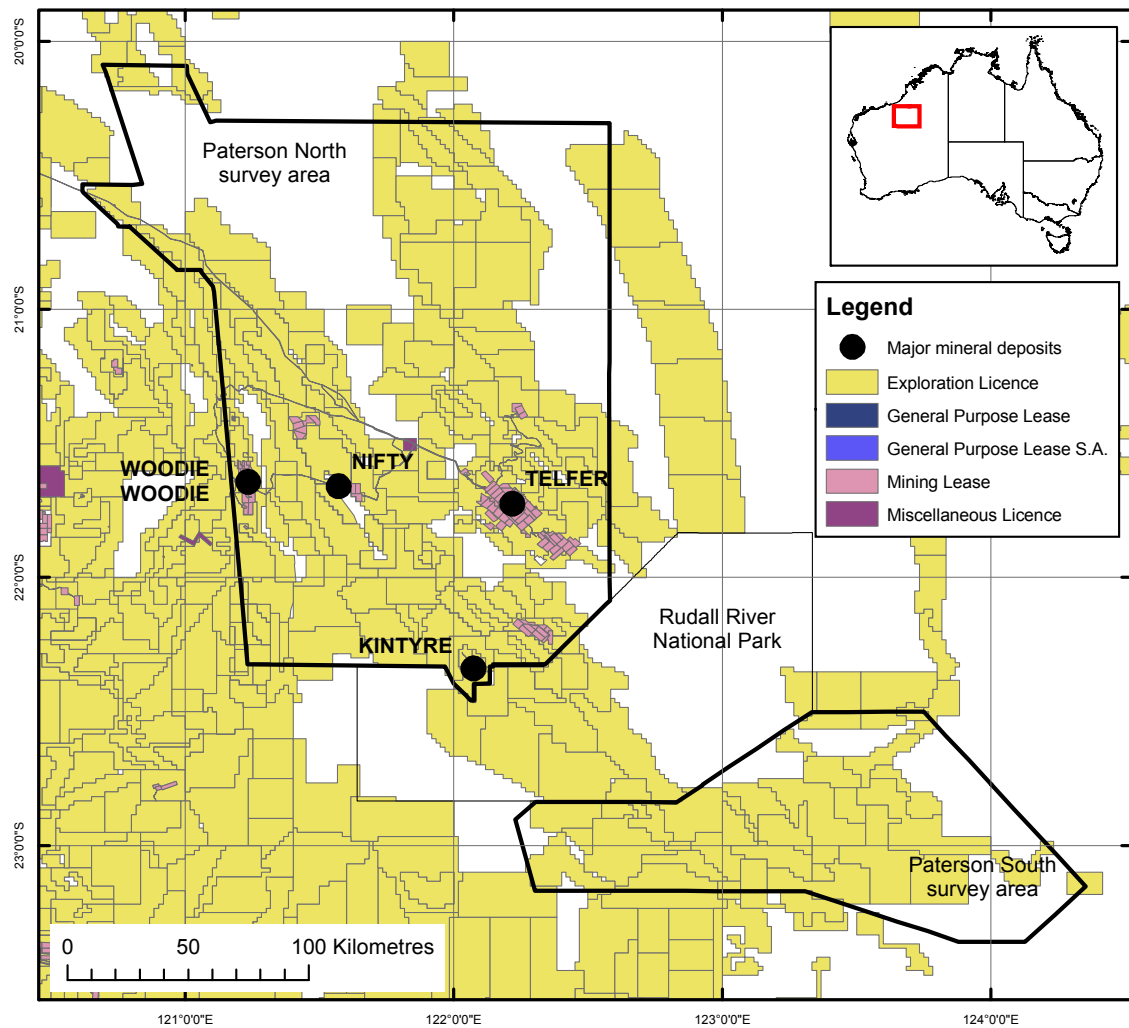 20°0'0"S
21°0'0"S
22°0'0"S
23°0'0"S
Paterson North
survey area
WOODIE
WOODIE
NIFTY
TELFER
KINTYRE
Rudall River
National Park
Paterson South
survey area
Legend
Major mineral deposits
Exploration Licence
General Purpose Lease
General Purpose Lease S.A.
Mining Lease
Miscellaneous Licence
0 50 100 Kilometres
121°0'0"E 122°0'0"E 123°0'0"E 124°0'0"E